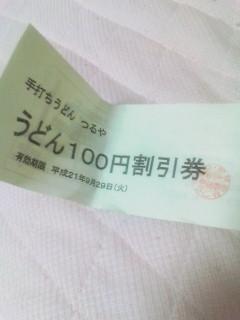 手打ちうどん つるや
うどん100円割引券
有効期限 平成21年9月29日(火)